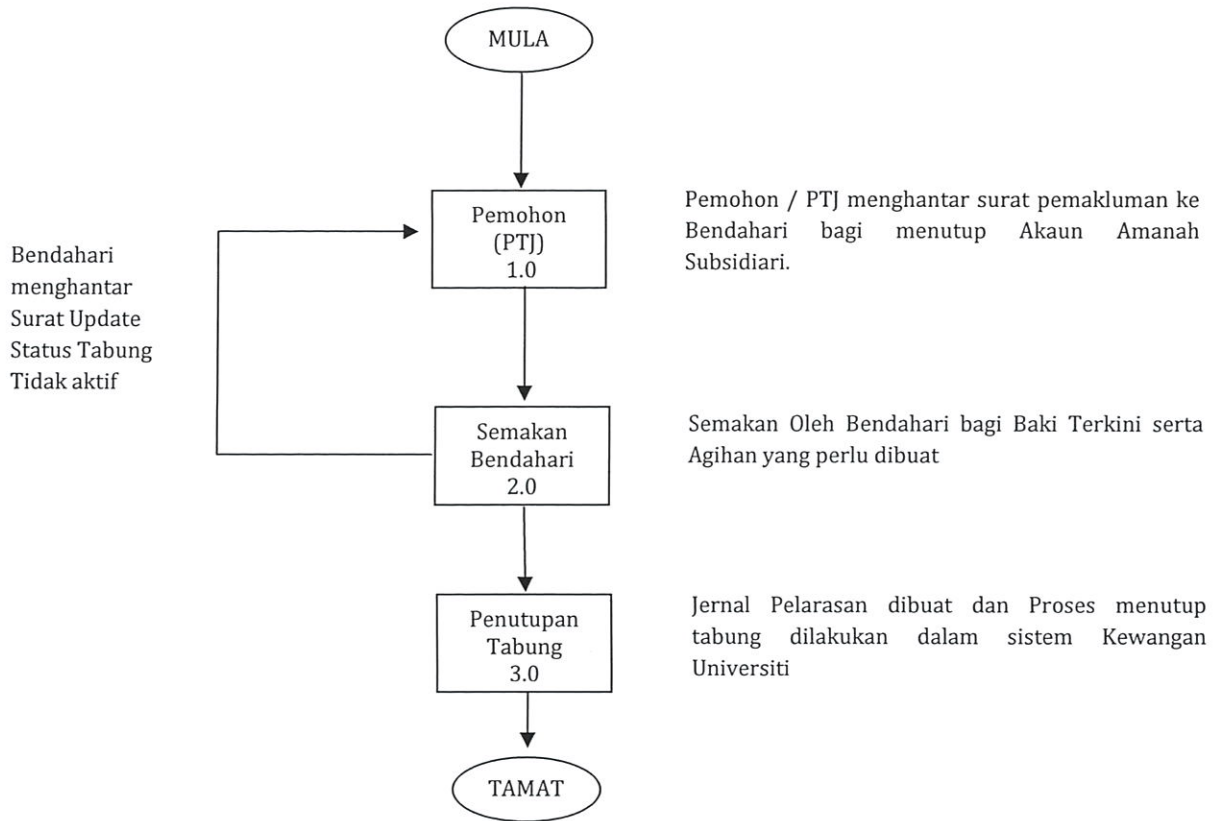 MULA
Pemohon
(PTJ)
1.0
Pemohon / PTJ menghantar surat pemakluman ke
Bendahari bagi menutup Akaun Amanah
Subsidiari.
Bendahari
menghantar
Surat Update
Status Tabung
Tidak aktif
Semakan
Bendahari
2.0
Semakan Oleh Bendahari bagi Baki Terkini serta
Agihan yang perlu dibuat
Penutupan
Tabung
3.0
Jernal Pelarasan dibuat dan Proses menutup
tabung dilakukan dalam sistem Kewangan
Universiti
TAMAT